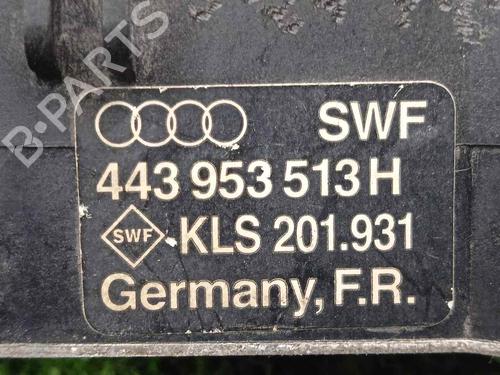 B-PARTS
SWF
443 953 513 H
SWF KLS 201.931
Germany, F.R.